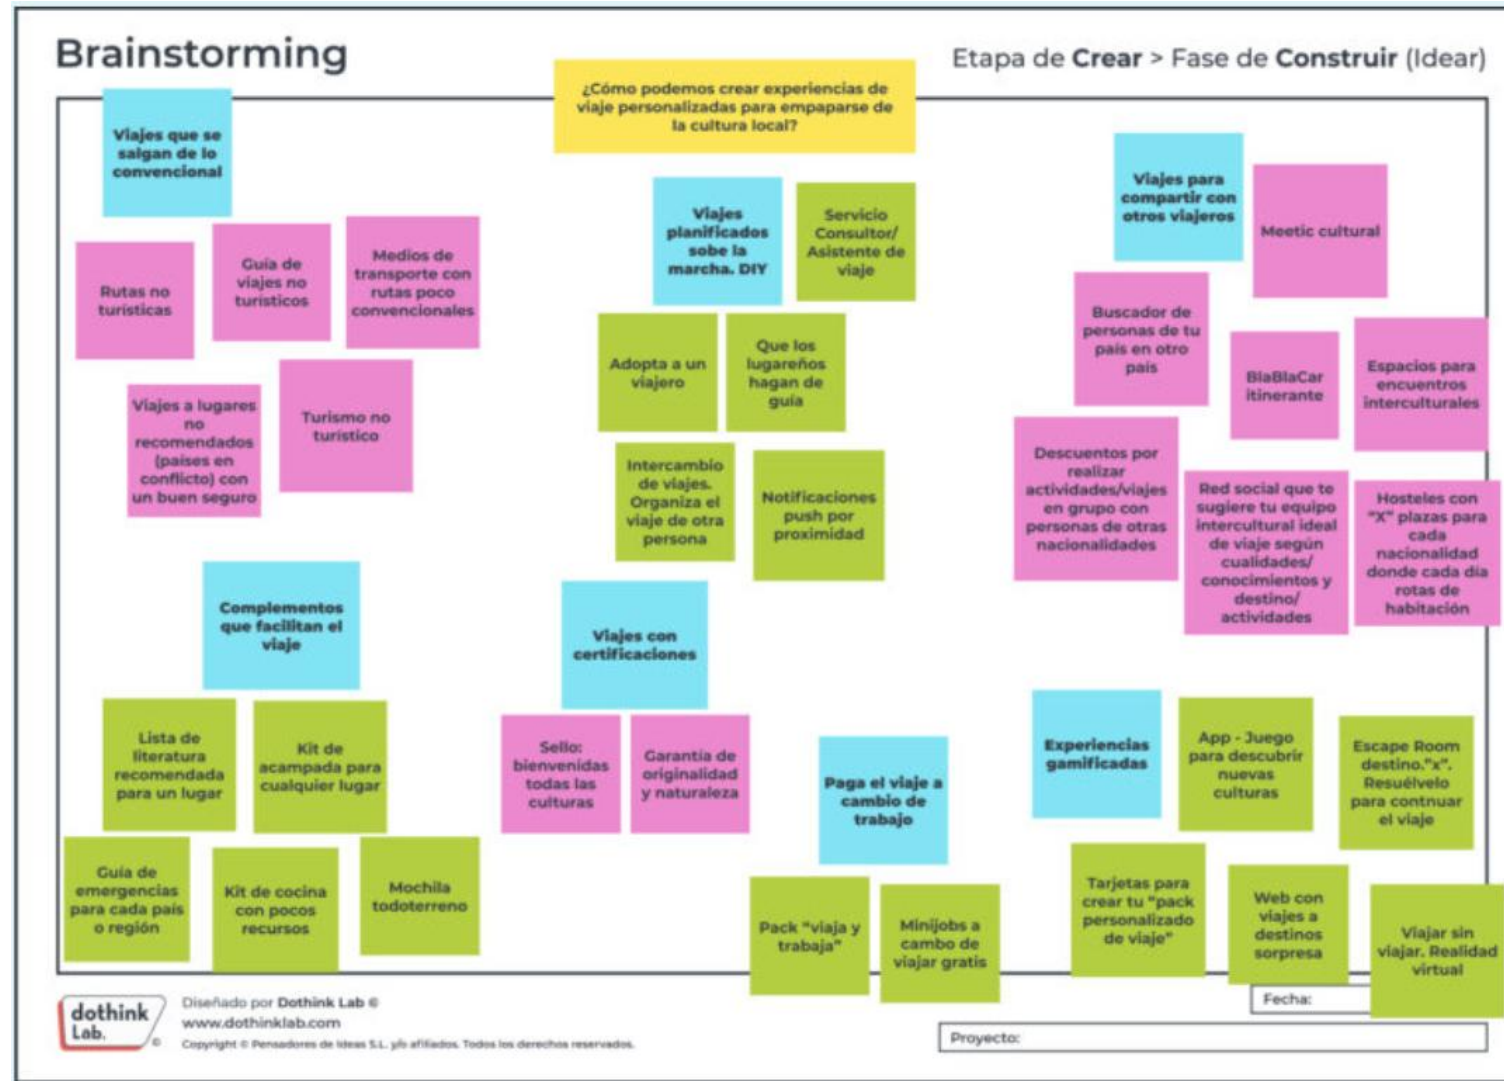 Brainstorming
Etapa de Crear > Fase de Construir (Idear)
¿Cómo podemos crear experiencias de
viaje personalizadas para empaparse de
la cultura local?
Viajes que se
salgan de lo
convencional
Rutas no
turísticas
Guía de
viajes no
turísticos
Medios de
transporte con
rutas poco
convencionales
Viajes a lugares
no
recomendados
(países en
conflicto) con
un buen seguro
Turismo no
turístico
Viajes
planificados
sobe la
marcha. DIY
Servicio
Consultor/
Asistente de
viaje
Adopta a un
viajero
Que los
lugareños
hagan de
guía
Intercambio
de viajes.
Organiza el
viaje de otra
persona
Notificaciones
push por
proximidad
Viajes para
compartir con
otros viajeros
Meetic cultural
Buscador de
personas de tu
país en otro
país
BlaBlaCar
itinerante
Espacios para
encuentros
interculturales
Descuentos por
realizar
actividades/viajes
en grupo con
personas de otras
nacionalidades
Red social que te
sugiere tu equipo
intercultural ideal
de viaje según
cualidades/
conocimientos y
destino/
actividades
Hosteles con
"X" plazas para
cada
nacionalidad
donde cada día
rotas de
habitación
Complementos
que facilitan el
viaje
Lista de
literatura
recomendada
para un lugar
Kit de
acampada para
cualquier lugar
Guía de
emergencias
para cada país
o región
Kit de cocina
con pocos
recursos
Mochila
todoterreno
Viajes con
certificaciones
Sello:
bienvenidas
todas las
culturas
Garantía de
originalidad
y naturaleza
Paga el viaje a
cambio de
trabajo
Pack "viaja y
trabaja"
Minijobs a
cambo de
viajar gratis
Experiencias
gamificadas
App - Juego
para descubrir
nuevas
culturas
Escape Room
destino."x".
Resuélvelo
para contnuar
el viaje
Tarjetas para
crear tu "pack
personalizado
de viaje"
Web con
viajes a
destinos
sorpresa
Viajar sin
viajar. Realidad
virtual
dothink
Lab.
©
Diseñado por Dothink Lab ©
www.dothinklab.com
Copyright © Pensadores de Ideas S.L. y/o afiliados. Todos los derechos reservados.
Fecha:
Proyecto: